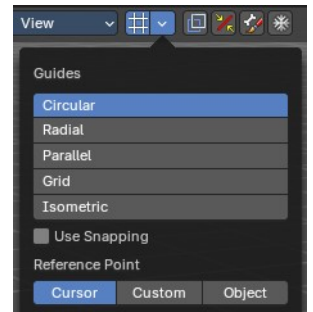 View
Guides
Circular
Radial
Parallel
Grid
Isometric
Use Snapping
Reference Point
Cursor Custom Object